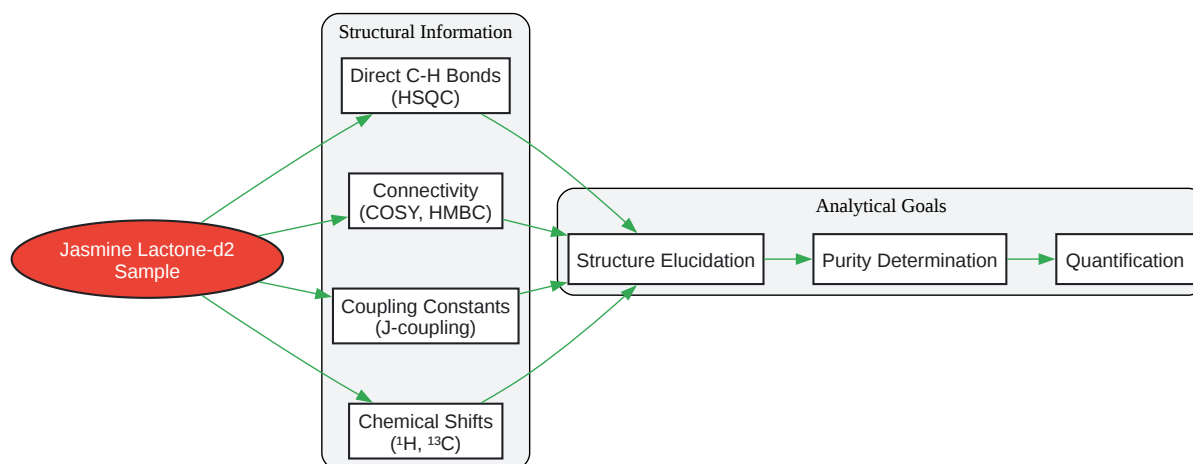 Structural Information
Direct C-H Bonds
(HSQC)
Connectivity
(COSY, HMBC)
Coupling Constants
(J-coupling)
Chemical Shifts
(¹H, ¹³C)
Jasmine Lactone-d2
Sample
Analytical Goals
Structure Elucidation
Purity Determination
Quantification